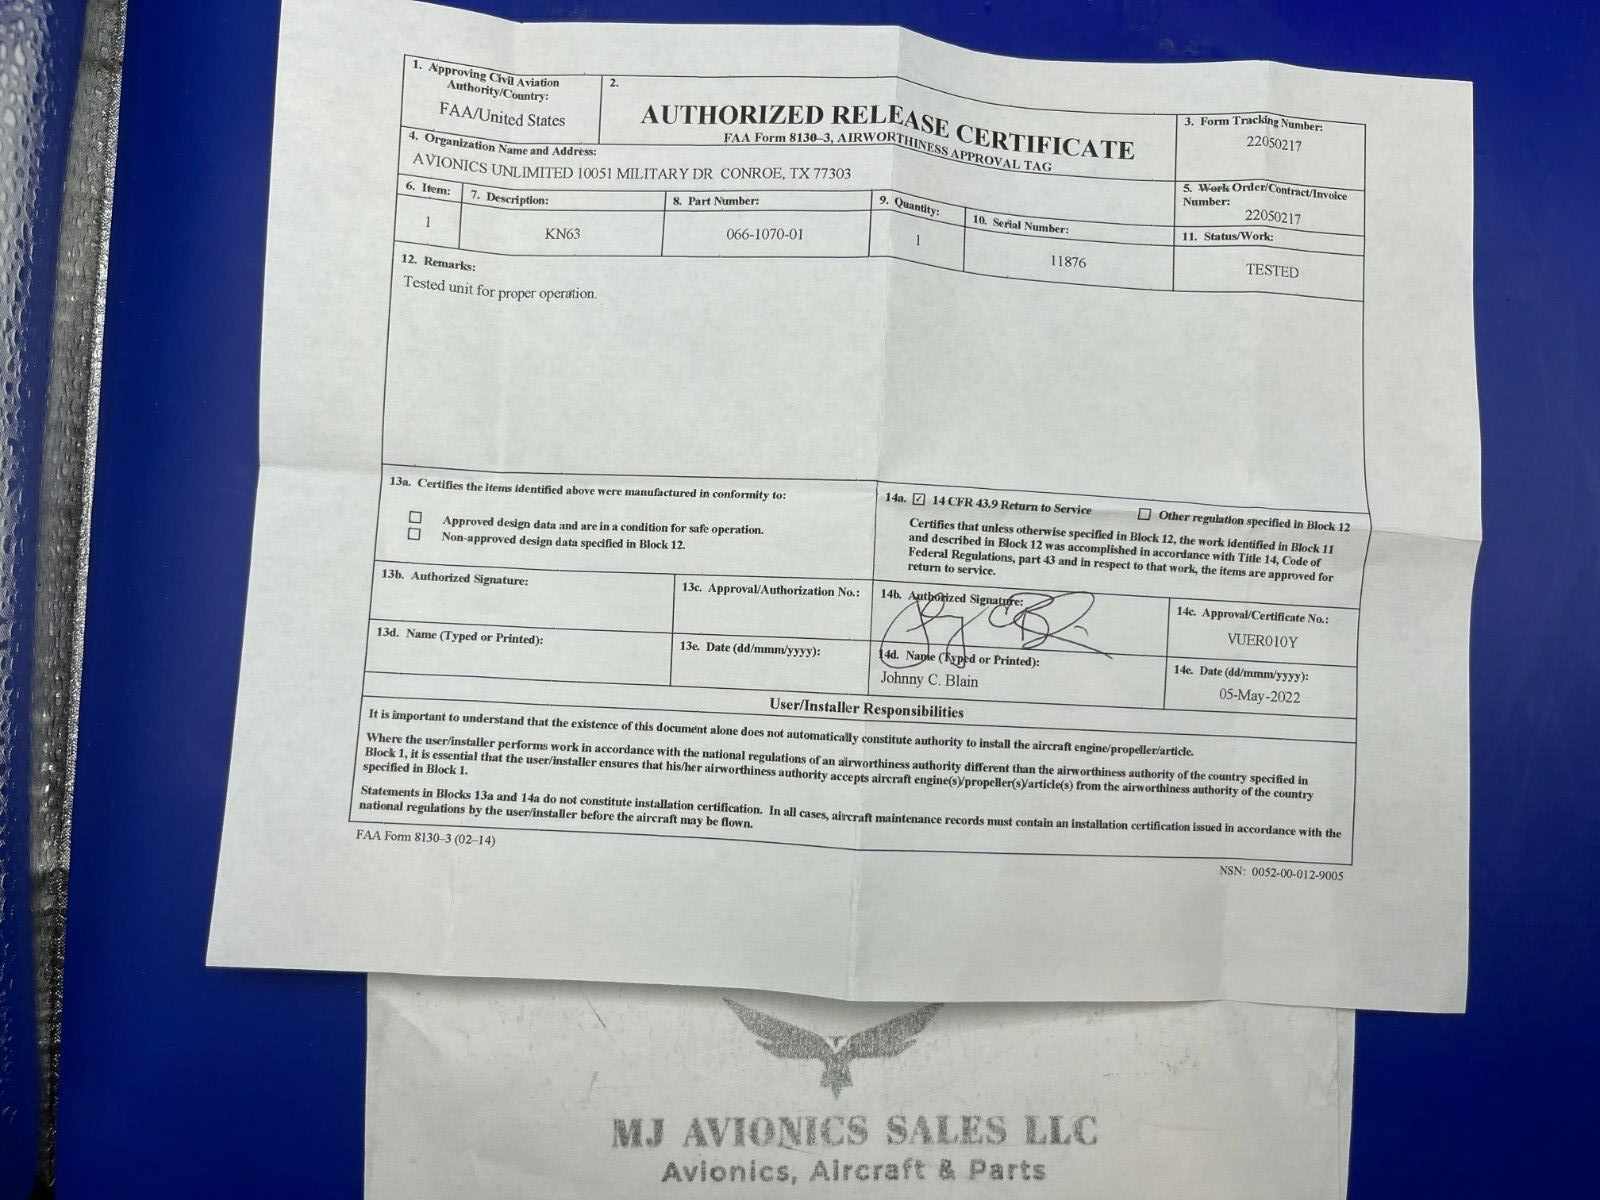 1. Approving Civil Aviation
Authority/Country:
FAA/United States
2.
AUTHORIZED RELEASE CERTIFICATE
FAA Form 8130–3, AIRWORTHINESS APPROVAL TAG
3. Form Tracking Number:
22050217
4. Organization Name and Address:
AVIONICS UNLIMITED 10051 MILITARY DR CONROE, TX 77303
5. Work Order/Contract/Invoice
Number:
22050217
6. Item:
1
7. Description:
KN63
8. Part Number:
066-1070-01
9. Quantity:
1
10. Serial Number:
11876
11. Status/Work:
TESTED
12. Remarks:
Tested unit for proper operation.
13a. Certifies the items identified above were manufactured in conformity to:
Approved design data and are in a condition for safe operation.
Non-approved design data specified in Block 12.
14a. 14 CFR 43.9 Return to Service
Other regulation specified in Block 12
Certifies that unless otherwise specified in Block 12, the work identified in Block 11
and described in Block 12 was accomplished in accordance with Title 14, Code of
Federal Regulations, part 43 and in respect to that work, the items are approved for
return to service.
13b. Authorized Signature:
13c. Approval/Authorization No.:
14b. Authorized Signature:
14c. Approval/Certificate No.:
VUER010Y
13d. Name (Typed or Printed):
13e. Date (dd/mmm/yyyy):
14d. Name (Typed or Printed):
Johnny C. Blain
14e. Date (dd/mmm/yyyy):
05-May-2022
User/Installer Responsibilities
It is important to understand that the existence of this document alone does not automatically constitute authority to install the aircraft engine/propeller/article.
Where the user/installer performs work in accordance with the national regulations of an airworthiness authority different than the airworthiness authority of the country specified in
Block 1, it is essential that the user/installer ensures that his/her airworthiness authority accepts aircraft engine(s)/propeller(s)/article(s) from the airworthiness authority of the country
specified in Block 1.
Statements in Blocks 13a and 14a do not constitute installation certification. In all cases, aircraft maintenance records must contain an installation certification issued in accordance with the
national regulations by the user/installer before the aircraft may be flown.
FAA Form 8130–3 (02–14)
NSN: 0052-00-012-9005
MJ AVIONICS SALES LLC
Avionics, Aircraft & Parts